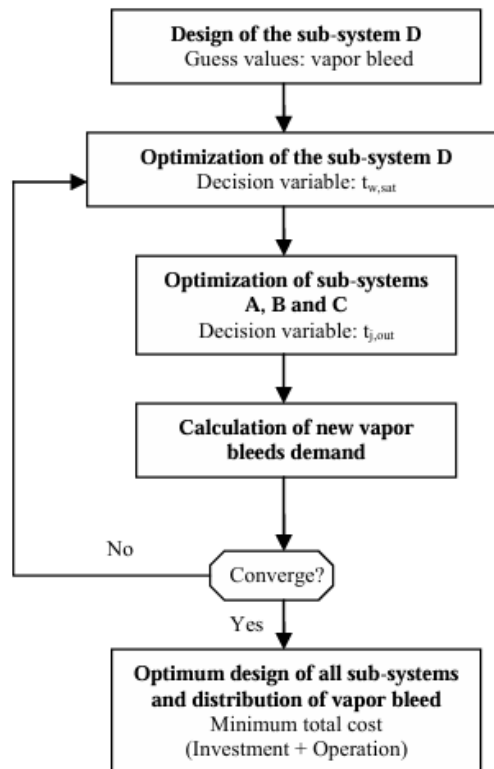 Design of the sub-system D
Guess values: vapor bleed
Optimization of the sub-system D
Decision variable: t_w,sat
Optimization of sub-systems
A, B and C
Decision variable: t_j,out
Calculation of new vapor
bleeds demand
No
Converge?
Yes
Optimum design of all sub-systems
and distribution of vapor bleed
Minimum total cost
(Investment + Operation)